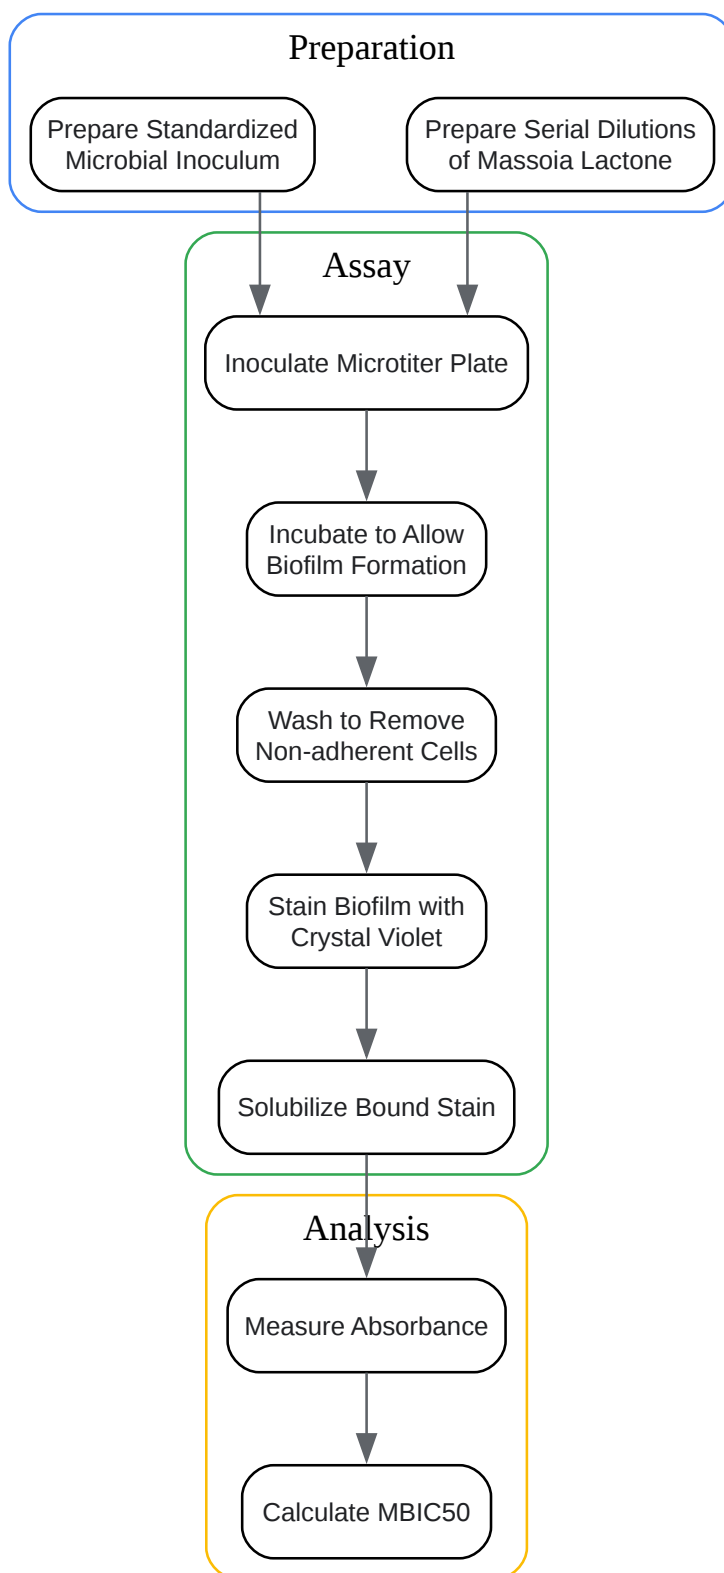 Preparation
Prepare Standardized
Microbial Inoculum
Prepare Serial Dilutions
of Massoia Lactone
Assay
Inoculate Microtiter Plate
Incubate to Allow
Biofilm Formation
Wash to Remove
Non-adherent Cells
Stain Biofilm with
Crystal Violet
Solubilize Bound Stain
Analysis
Measure Absorbance
Calculate MBIC50